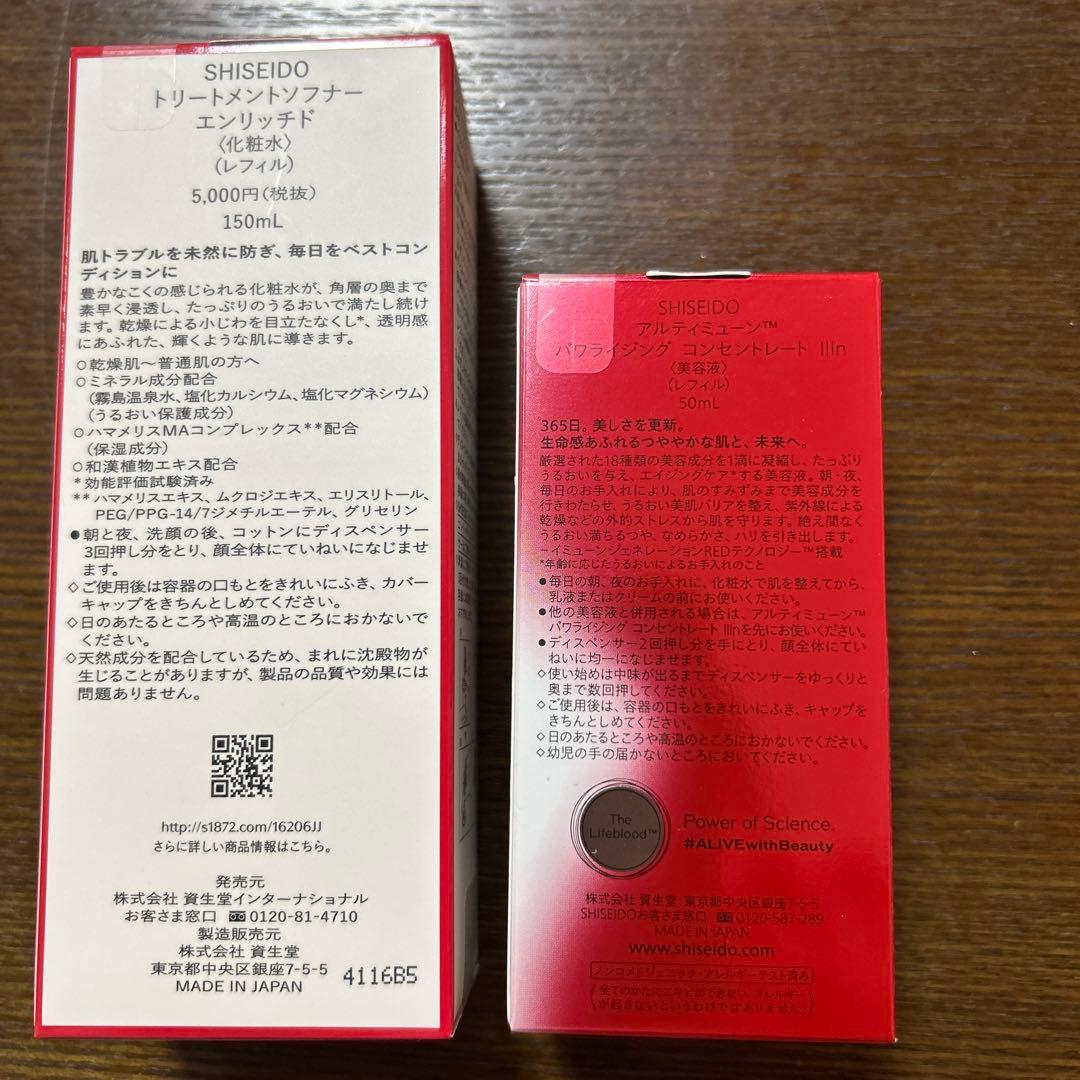 SHISEIDO
トリートメントソフナー
エンリッチド
〈化粧水〉
(レフィル)
5,000円(税抜)
150mL
肌トラブルを未然に防ぎ、毎日をベストコン
ディションに
豊かなこくの感じられる化粧水が、角層の奥まで
素早く浸透し、たっぷりのうるおいで満たし続け
ます。乾燥による小じわを目立たなくし*、透明感
にあふれた、輝くような肌に導きます。
○乾燥肌〜普通肌の方へ
○ミネラル成分配合
(霧島温泉水、塩化カルシウム、塩化マグネシウム)
(うるおい保護成分)
○ハマメリスMAコンプレックス**配合
(保湿成分)
○和漢植物エキス配合
*効能評価試験済み
**ハマメリスエキス、ムクロジエキス、エリスリトール、
PEG/PPG-14/7ジメチルエーテル、グリセリン
●朝と夜、洗顔の後、コットンにディスペンサー
3回押し分をとり、顔全体にていねいになじませ
ます。
◇ご使用後は容器の口もとをきれいにふき、カバー
キャップをきちんとしめてください。
◇日のあたるところや高温のところにおかないで
ください。
◇天然成分を配合しているため、まれに沈殿物が
生じることがありますが、製品の品質や効果には
問題ありません。
http://s1872.com/16206JJ
さらに詳しい商品情報はこちら。
発売元
株式会社 資生堂インターナショナル
お客さま窓口 0120-81-4710
製造販売元
株式会社 資生堂
東京都中央区銀座7-5-5
MADE IN JAPAN
4116B5
SHISEIDO
アルティミューン™
パワライジング コンセントレート IIIn
〈美容液〉
(レフィル)
50mL
365日。美しさを更新。
生命感あふれるつややかな肌と、未来へ。
厳選された18種類の美容成分を1滴に凝縮し、たっぷり
うるおいを与え、エイジングケア*する美容液。朝・夜、
毎日のお手入れにより、肌のすみずみまで美容成分を
行きわたらせ、うるおい美肌バリアを整え、紫外線による
乾燥などの外的ストレスから肌を守ります。絶え間なく
うるおい満ちるつや、なめらかさ、ハリを引き出します。
−イミューンジェネレーションREDテクノロジー™搭載
*年齢に応じたうるおいによるお手入れのこと
●毎日の朝、夜のお手入れに、化粧水で肌を整えてから、
乳液またはクリームの前にお使いください。
●他の美容液と併用される場合は、アルティミューン™
パワライジング コンセントレート IIInを先にお使いください。
●ディスペンサー2回押し分を手にとり、顔全体にてい
ねいに均一になじませます。
◇使い始めは中味が出るまでディスペンサーをゆっくりと
奥まで数回押してください。
◇ご使用後は、容器の口もとをきれいにふき、キャップを
きちんとしめてください。
◇日のあたるところや高温のところにおかないでください。
◇幼児の手の届かないところにおいてください。
The
Lifeblood™
Power of Science.
#ALIVEwithBeauty
株式会社 資生堂 東京都中央区銀座7-5-5
SHISEIDOお客さま窓口 0120-587-289
MADE IN JAPAN
www.shiseido.com
ノンコメドジェニック・アレルギーテスト済み
(全てのかたにニキビができない、アレルギー
が起きないというわけではありません。)